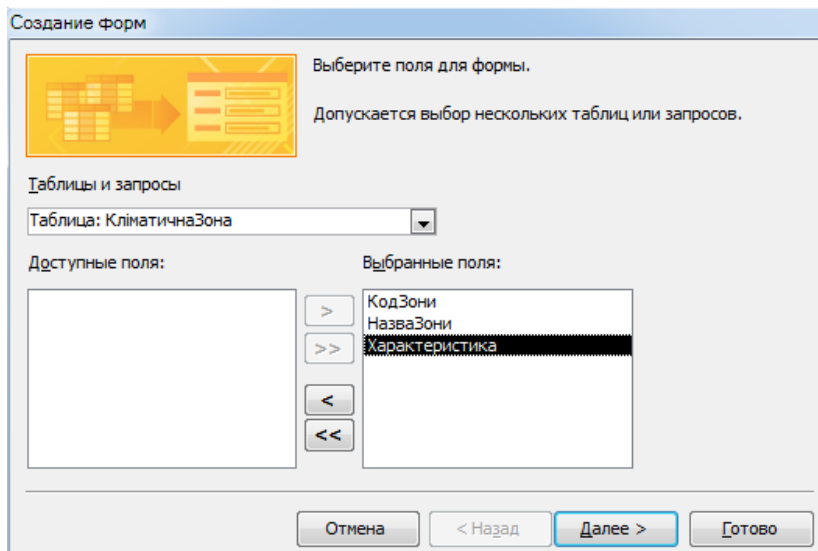 Создание форм
Выберите поля для формы.
Допускается выбор нескольких таблиц или запросов.
Таблицы и запросы
Таблица: КліматичнаЗона
Доступные поля:
Выбранные поля:
>
>>
<
<<
КодЗони
НазваЗони
Характеристика
Отмена
< Назад
Далее >
Готово